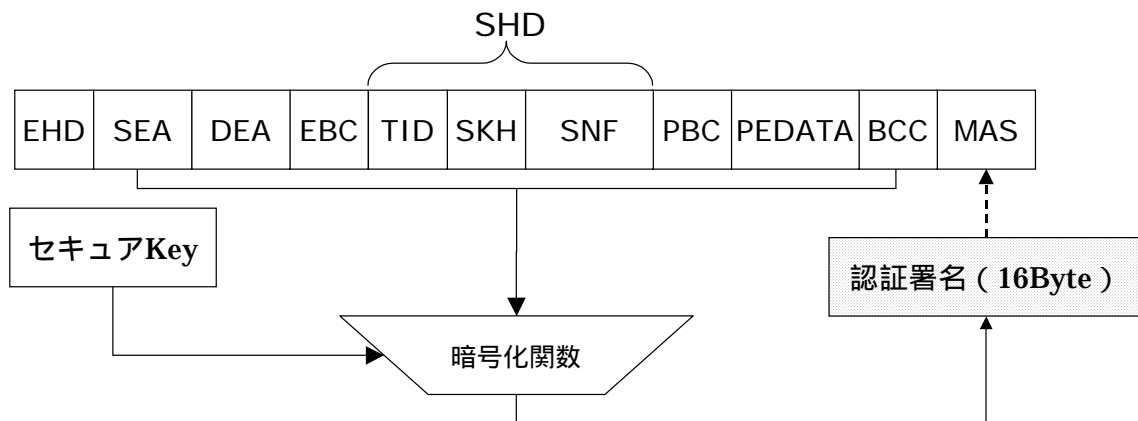 SHD
EHD SEA DEA EBC TID SKH SNF PBC PEDATA BCC MAS
セキュアKey
認証署名(16Byte)
暗号化関数